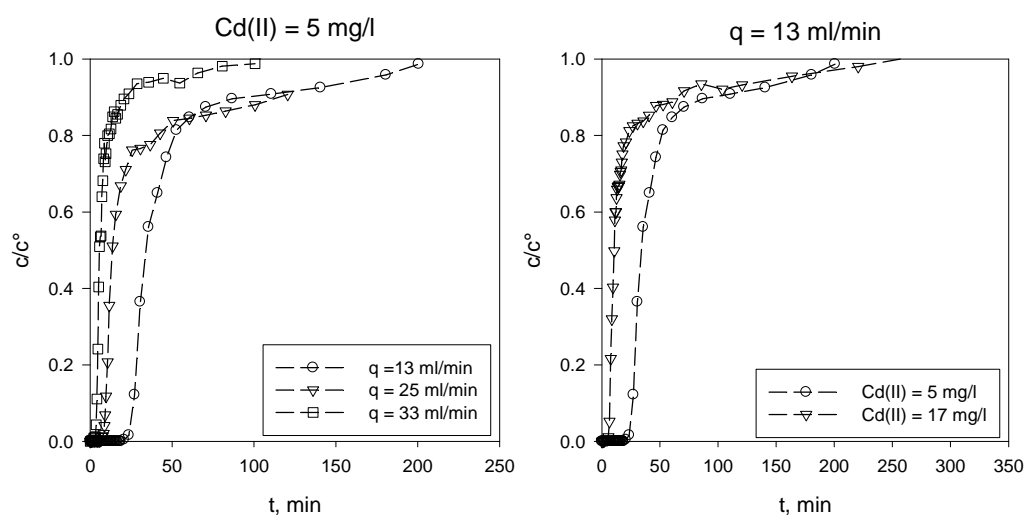 Cd(II) = 5 mg/l
1.0
0.8
0.6
0.4
0.2
0.0
c/c°
0
50
100
150
200
250
t, min
q =13 ml/min
q = 25 ml/min
q = 33 ml/min
q = 13 ml/min
1.0
0.8
0.6
0.4
0.2
0.0
c/c°
0
50
100
150
200
250
300
350
t, min
Cd(II) = 5 mg/l
Cd(II) = 17 mg/l